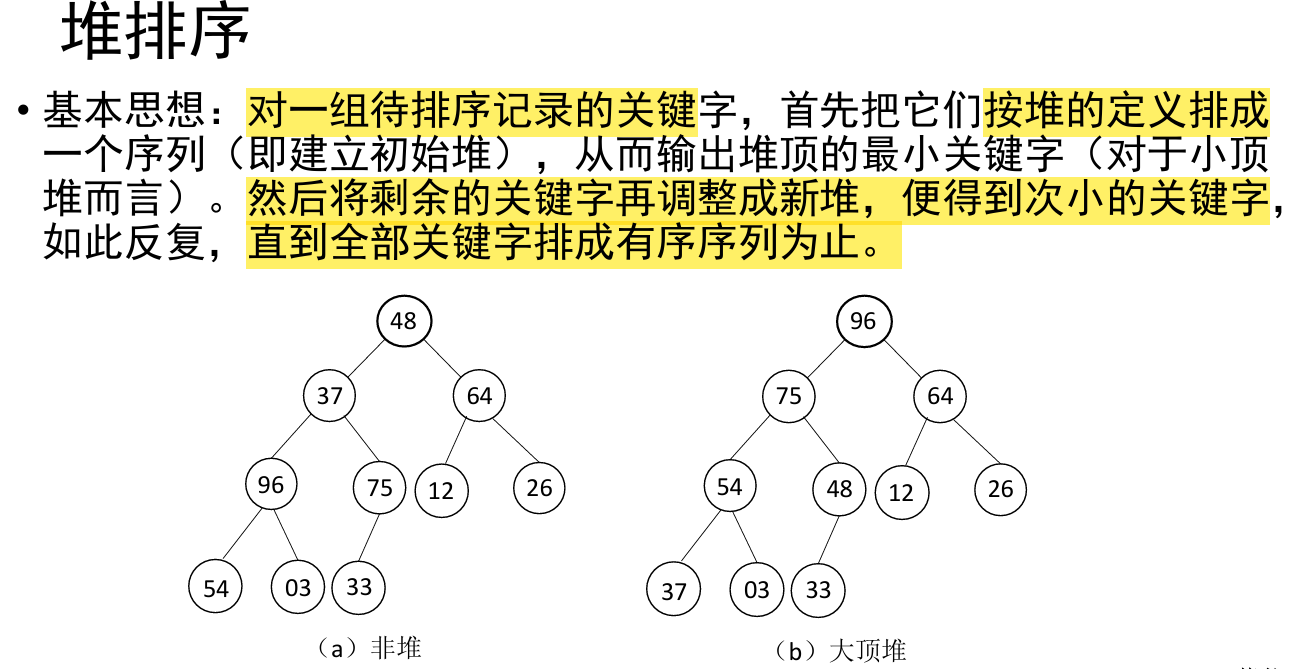 堆排序
• 基本思想：对一组待排序记录的关键字，首先把它们按堆的定义排成
一个序列（即建立初始堆），从而输出堆顶的最小关键字（对于小顶
堆而言）。然后将剩余的关键字再调整成新堆，便得到次小的关键字，
如此反复，直到全部关键字排成有序序列为止。
48
37 64
96 75 12 26
54 03 33
（a）非堆
96
75 64
54 48 12 26
37 03 33
（b）大顶堆